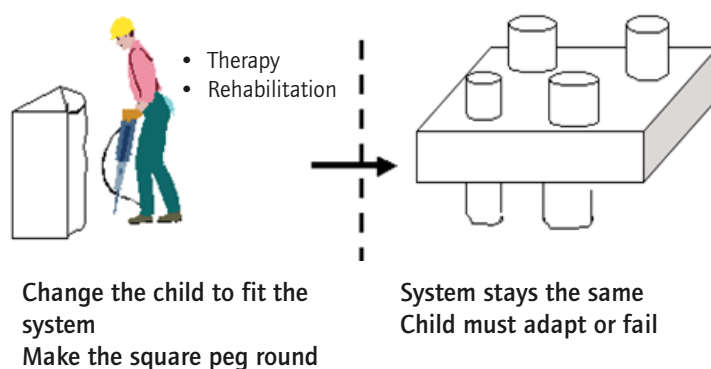 • Therapy
• Rehabilitation
Change the child to fit the
system
Make the square peg round
System stays the same
Child must adapt or fail